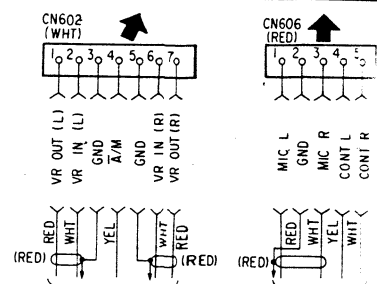 CN602
(WHT)
1 2 3 4 5 6 7
VR OUT (L)
VR IN (L)
GND
A̅/M
GND
VR IN (R)
VR OUT(R)
RED
WHT
YEL
WHT
RED
(RED)
(RED)
CN606
(RED)
1 2 3 4 5
MIC L
GND
MIC R
CONT L
CONT R
RED
WHT
YEL
WHT
(RED)